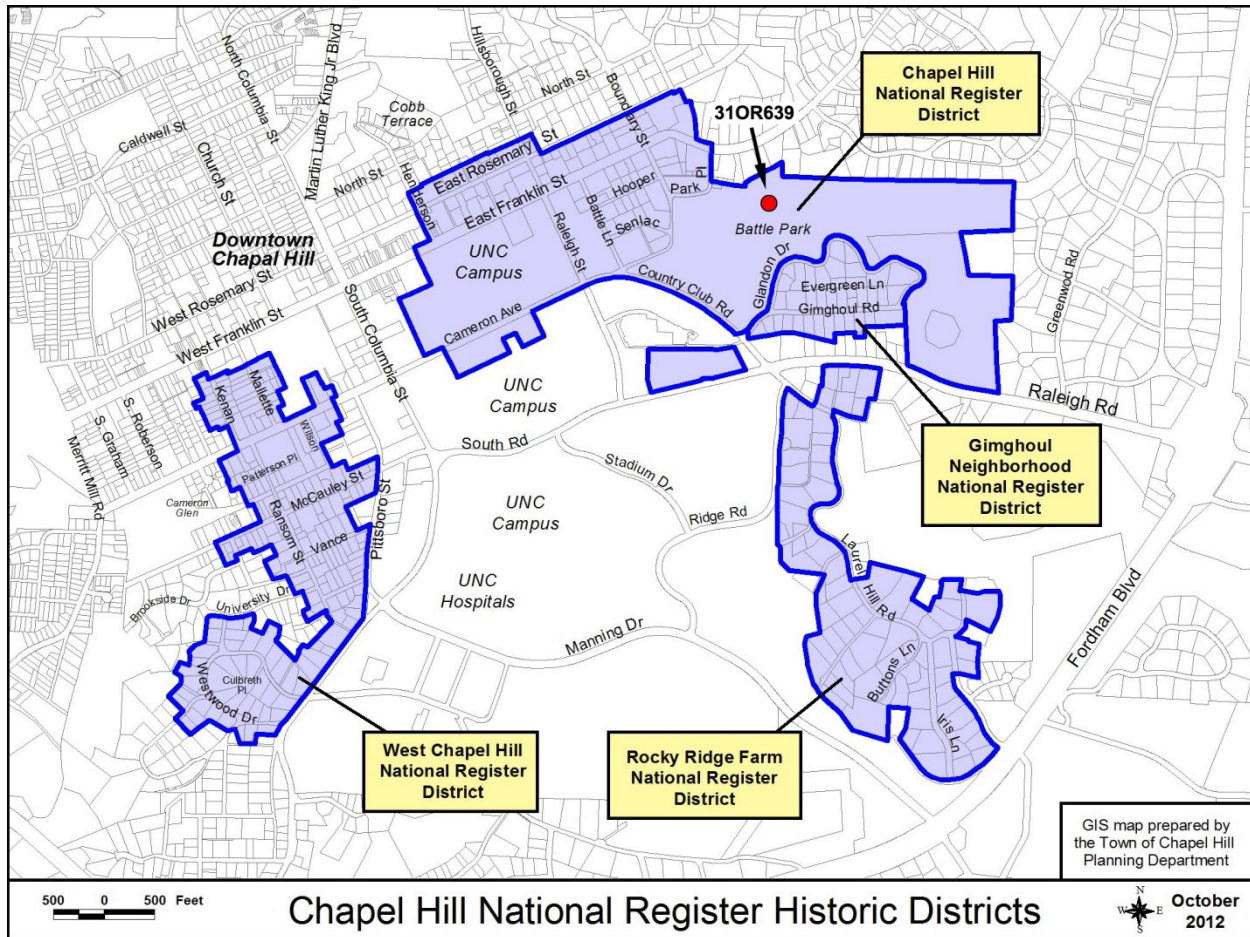 Chapel Hill
National Register
District
31OR639
North Columbia St
Martin Luther King Jr Blvd
Hillsborough St
North St
Boundary St
Cobb
Terrace
Caldwell St
Church St
North St
Henderson
East Rosemary St
East Franklin St
Hooper
Park Pl
Battle Ln
Senlac
Raleigh St
Battle Park
UNC
Campus
Downtown
Chapal Hill
Glandon Dr
Country Club Rd
Evergreen Ln
Gimghoul Rd
Greenwod Rd
West Rosemary St
West Franklin St
South Columbia St
Cameron Ave
UNC
Campus
Raleigh Rd
Kenan
Mallette
Wilson
S. Roberson
S. Graham
Merritt Mill Rd
South Rd
Gimghoul
Neighborhood
National Register
District
Patterson Pl
McCauley St
Cameron
Glen
Ransom St
Vance
Pittsboro St
UNC
Campus
Stadium Dr
Ridge Rd
Laurel Hill Rd
Brookside Dr
University Dr
UNC
Hospitals
Manning Dr
Fordham Blvd
Culbreth
Pl
Westwood Dr
Buttons Ln
Iris Ln
West Chapel Hill
National Register
District
Rocky Ridge Farm
National Register
District
GIS map prepared by
the Town of Chapel Hill
Planning Department
500 0 500 Feet
Chapel Hill National Register Historic Districts
N
W E
S
October
2012